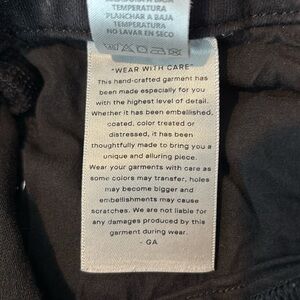 TEMPERATURA
PLANCHAR A BAJA
TEMPERATURA
NO LAVAR EN SECO
"WEAR WITH CARE"
This hand-crafted garment has
been made especially for you
with the highest level of detail.
Whether it has been embellished,
coated, color treated or
distressed, it has been
thoughtfully made to bring you a
unique and alluring piece.
Wear your garments with care as
some colors may transfer, holes
may become bigger and
embellishments may cause
scratches. We are not liable for
any damages produced by this
garment during wear.
- GA